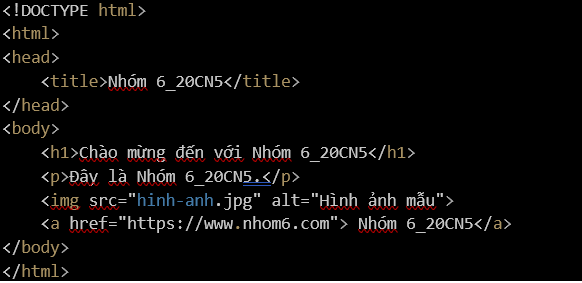 <!DOCTYPE html>
<html>
<head>
    <title>Nhóm 6_20CN5</title>
</head>
<body>
    <h1>Chào mừng đến với Nhóm 6_20CN5</h1>
    <p>Đây là Nhóm 6_20CN5.</p>
    <img src="hinh-anh.jpg" alt="Hình ảnh mẫu">
    <a href="https://www.nhom6.com"> Nhóm 6_20CN5</a>
</body>
</html>